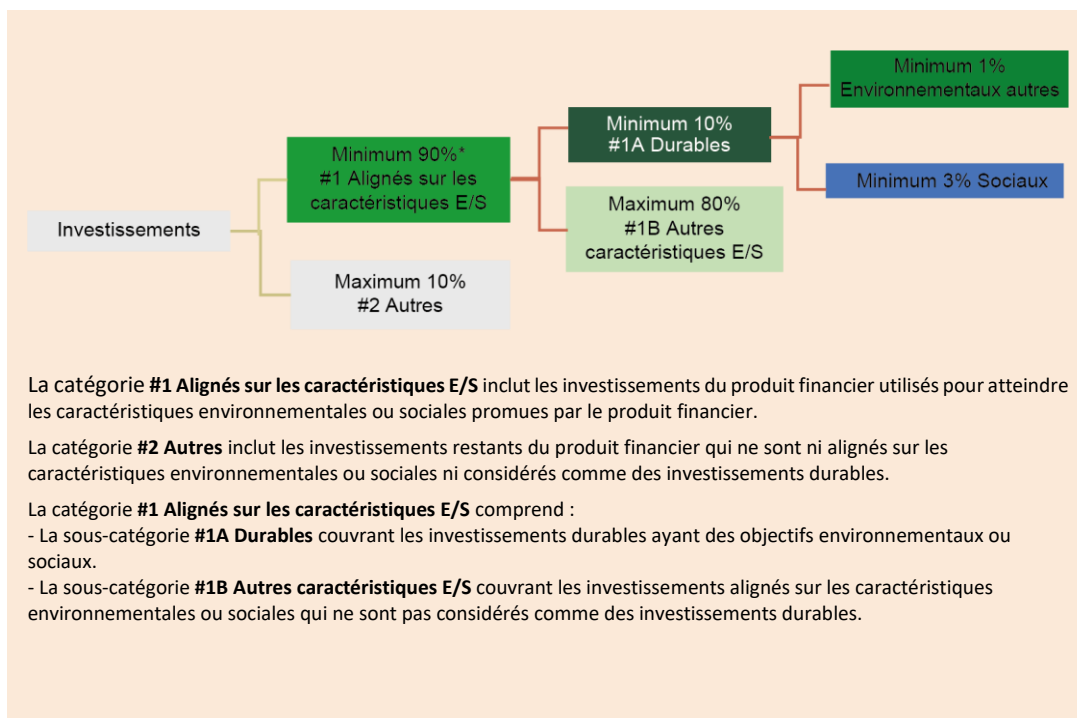 Investissements
Minimum 90%*
#1 Alignés sur les
caractéristiques E/S
Maximum 10%
#2 Autres
Minimum 10%
#1A Durables
Maximum 80%
#1B Autres
caractéristiques E/S
Minimum 1%
Environnementaux autres
Minimum 3% Sociaux
La catégorie #1 Alignés sur les caractéristiques E/S inclut les investissements du produit financier utilisés pour atteindre
les caractéristiques environnementales ou sociales promues par le produit financier.
La catégorie #2 Autres inclut les investissements restants du produit financier qui ne sont ni alignés sur les
caractéristiques environnementales ou sociales ni considérés comme des investissements durables.
La catégorie #1 Alignés sur les caractéristiques E/S comprend :
- La sous-catégorie #1A Durables couvrant les investissements durables ayant des objectifs environnementaux ou
sociaux.
- La sous-catégorie #1B Autres caractéristiques E/S couvrant les investissements alignés sur les caractéristiques
environnementales ou sociales qui ne sont pas considérés comme des investissements durables.